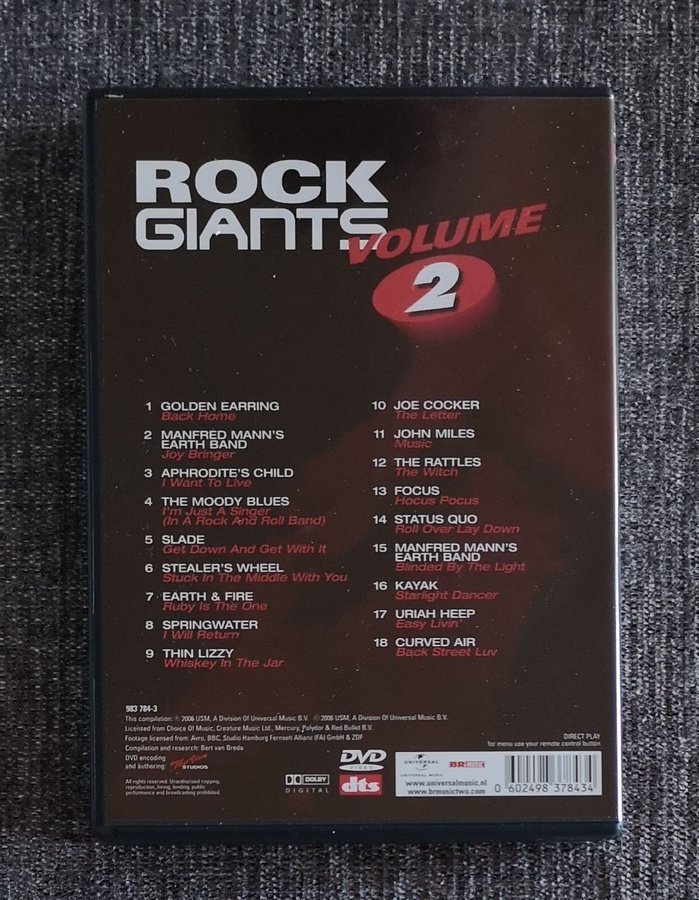 ROCK
GIANTS
VOLUME
2
1 GOLDEN EARRING
Back Home
2 MANFRED MANN'S
EARTH BAND
Joy Bringer
3 APHRODITE'S CHILD
I Want To Live
4 THE MOODY BLUES
I'm Just A Singer
(In A Rock And Roll Band)
5 SLADE
Get Down And Get With It
6 STEALER'S WHEEL
Stuck In The Middle With You
7 EARTH & FIRE
Ruby Is The One
8 SPRINGWATER
I Will Return
9 THIN LIZZY
Whiskey In The Jar
10 JOE COCKER
The Letter
11 JOHN MILES
Music
12 THE RATTLES
The Witch
13 FOCUS
Hocus Pocus
14 STATUS QUO
Roll Over Lay Down
15 MANFRED MANN'S
EARTH BAND
Blinded By The Light
16 KAYAK
Starlight Dancer
17 URIAH HEEP
Easy Livin'
18 CURVED AIR
Back Street Luv
983 784-3
This compilation: ℗ 2006 USM, A Division Of Universal Music B.V. © 2006 USM, A Division Of Universal Music B.V.
Licensed from Choice Of Music, Creature Music Ltd., Mercury, Polydor & Red Bullet B.V.
Footage licensed from: Avro, BBC, Studio Hamburg Fernseh Allianz (FA) GmbH & ZDF
Compilation and research: Bert van Breda
DVD encoding
and authoring:
STUDIOS
All rights reserved. Unauthorised copying,
reproduction, hiring, lending, public
performance and broadcasting prohibited.
DOLBY
DIGITAL
DVD
VIDEO
dts
DIRECT PLAY
for menu use your remote control button
UNIVERSAL
UNIVERSAL MUSIC
BR MUSIC
www.universalmusic.nl
www.brmusictwo.com
0 602498 378434